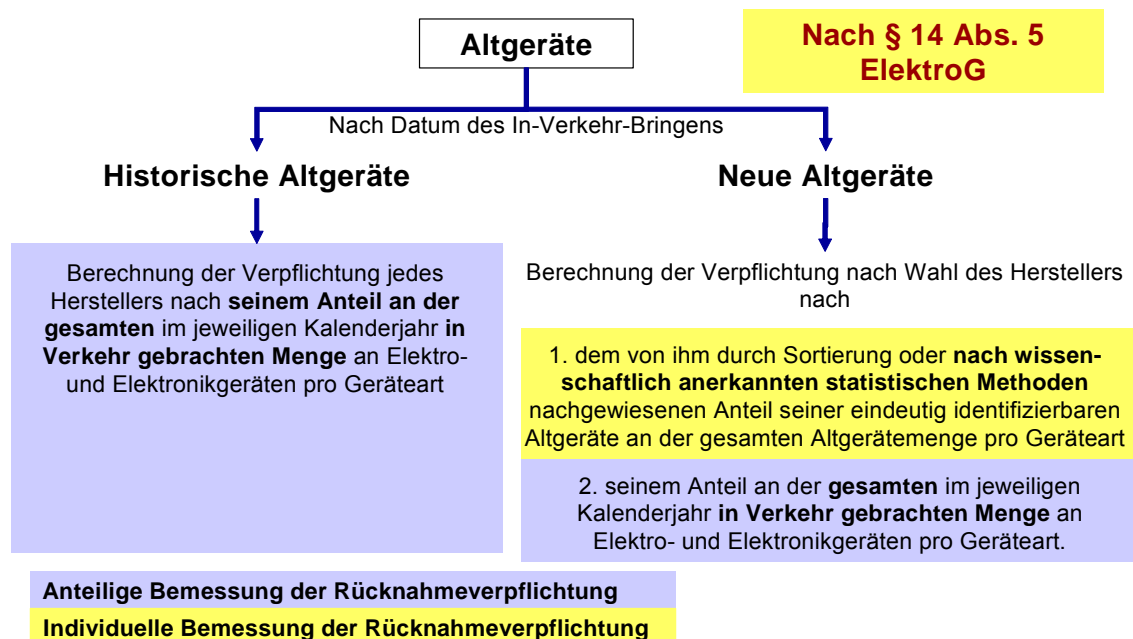 Altgeräte
Nach § 14 Abs. 5
ElektroG
Nach Datum des In-Verkehr-Bringens
Historische Altgeräte
Neue Altgeräte
Berechnung der Verpflichtung jedes
Herstellers nach seinem Anteil an der
gesamten im jeweiligen Kalenderjahr in
Verkehr gebrachten Menge an Elektro-
und Elektronikgeräten pro Geräteart
Berechnung der Verpflichtung nach Wahl des Herstellers
nach
1. dem von ihm durch Sortierung oder nach wissen-
schaftlich anerkannten statistischen Methoden
nachgewiesenen Anteil seiner eindeutig identifizierbaren
Altgeräte an der gesamten Altgerätemenge pro Geräteart
2. seinem Anteil an der gesamten im jeweiligen
Kalenderjahr in Verkehr gebrachten Menge an
Elektro- und Elektronikgeräten pro Geräteart.
Anteilige Bemessung der Rücknahmeverpflichtung
Individuelle Bemessung der Rücknahmeverpflichtung